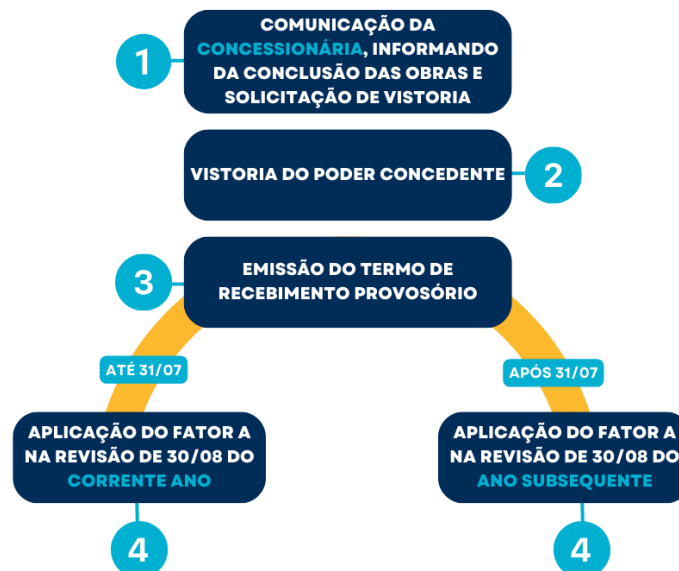 1
COMUNICAÇÃO DA
CONCESSIONÁRIA, INFORMANDO
DA CONCLUSÃO DAS OBRAS E
SOLICITAÇÃO DE VISTORIA
VISTORIA DO PODER CONCEDENTE
2
3
EMISSÃO DO TERMO DE
RECEBIMENTO PROVOSÓRIO
ATÉ 31/07
APÓS 31/07
APLICAÇÃO DO FATOR A
NA REVISÃO DE 30/08 DO
CORRENTE ANO
4
APLICAÇÃO DO FATOR A
NA REVISÃO DE 30/08 DO
ANO SUBSEQUENTE
4